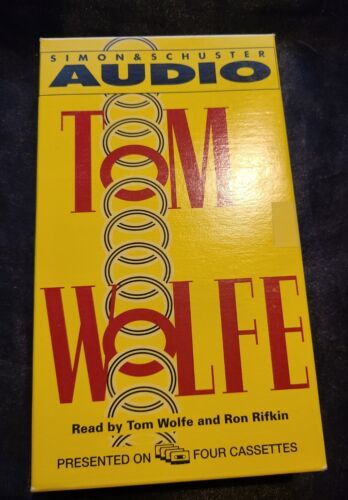 SIMON & SCHUSTER
AUDIO
TOM
WOLFE
Read by Tom Wolfe and Ron Rifkin
PRESENTED ON FOUR CASSETTES